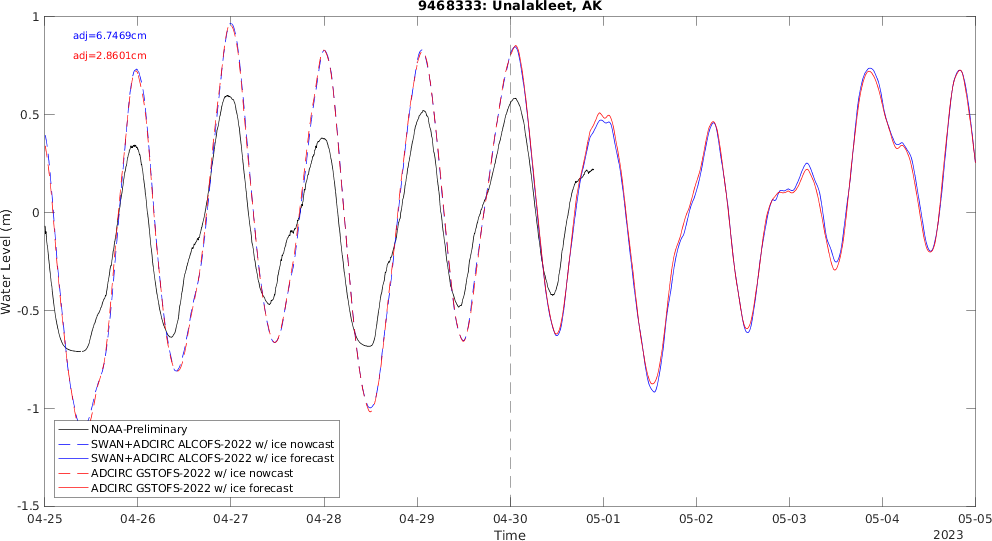 9468333: Unalakleet, AK
adj=6.7469cm
adj=2.8601cm
Water Level (m)
1
0.5
0
-0.5
-1
-1.5
NOAA-Preliminary
SWAN+ADCIRC ALCOFS-2022 w/ ice nowcast
SWAN+ADCIRC ALCOFS-2022 w/ ice forecast
ADCIRC GSTOFS-2022 w/ ice nowcast
ADCIRC GSTOFS-2022 w/ ice forecast
04-25 04-26 04-27 04-28 04-29 04-30 05-01 05-02 05-03 05-04 05-05
Time
2023